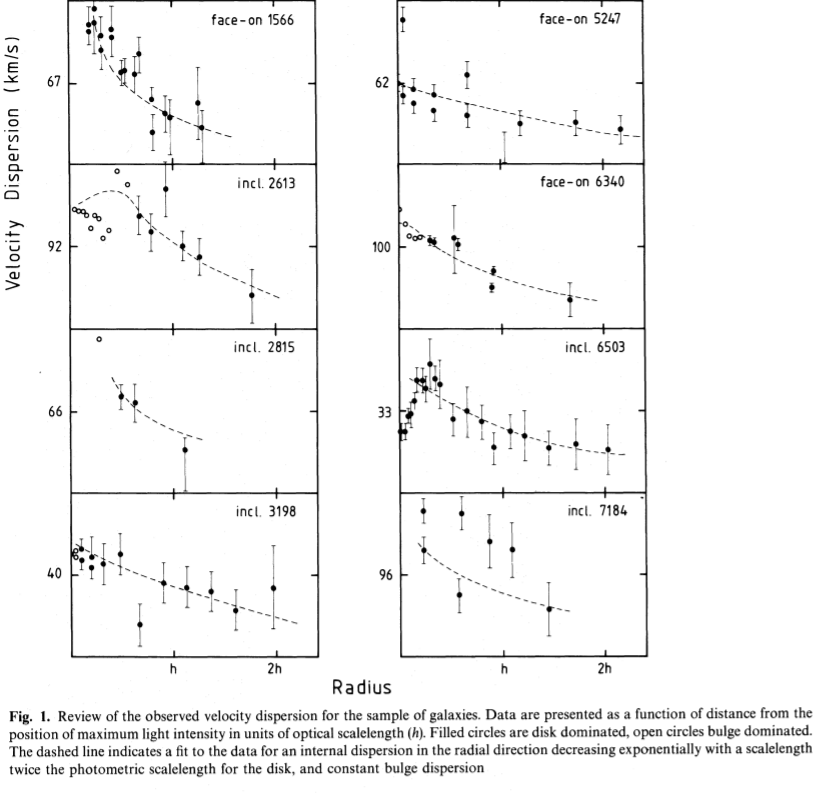 face-on 1566
face-on 5247
67
62
incl. 2613
face-on 6340
92
100
incl. 2815
incl. 6503
66
33
incl. 3198
incl. 7184
40
96
h
2h
h
2h
Velocity Dispersion (km/s)
Radius
Fig. 1. Review of the observed velocity dispersion for the sample of galaxies. Data are presented as a function of distance from the
position of maximum light intensity in units of optical scalelength (h). Filled circles are disk dominated, open circles bulge dominated.
The dashed line indicates a fit to the data for an internal dispersion in the radial direction decreasing exponentially with a scalelength
twice the photometric scalelength for the disk, and constant bulge dispersion